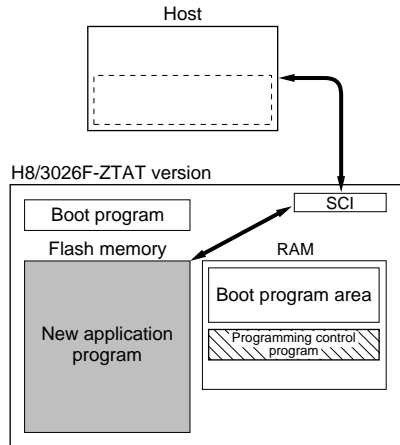 Host
H8/3026F-ZTAT version
SCI
Boot program
Flash memory
RAM
New application
program
Boot program area
Programming control
program